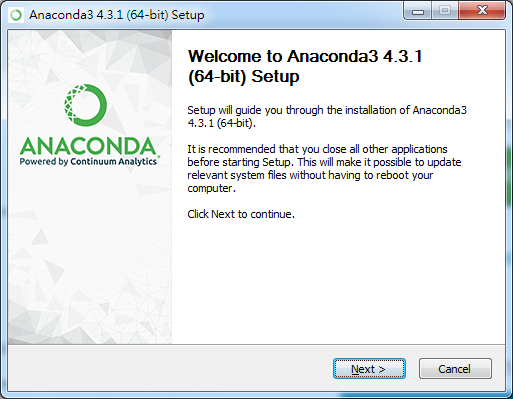 Anaconda3 4.3.1 (64-bit) Setup
Welcome to Anaconda3 4.3.1
(64-bit) Setup
Setup will guide you through the installation of Anaconda3
4.3.1 (64-bit).
It is recommended that you close all other applications
before starting Setup. This will make it possible to update
relevant system files without having to reboot your
computer.
Click Next to continue.
ANACONDA
Powered by Continuum Analytics
Next >
Cancel